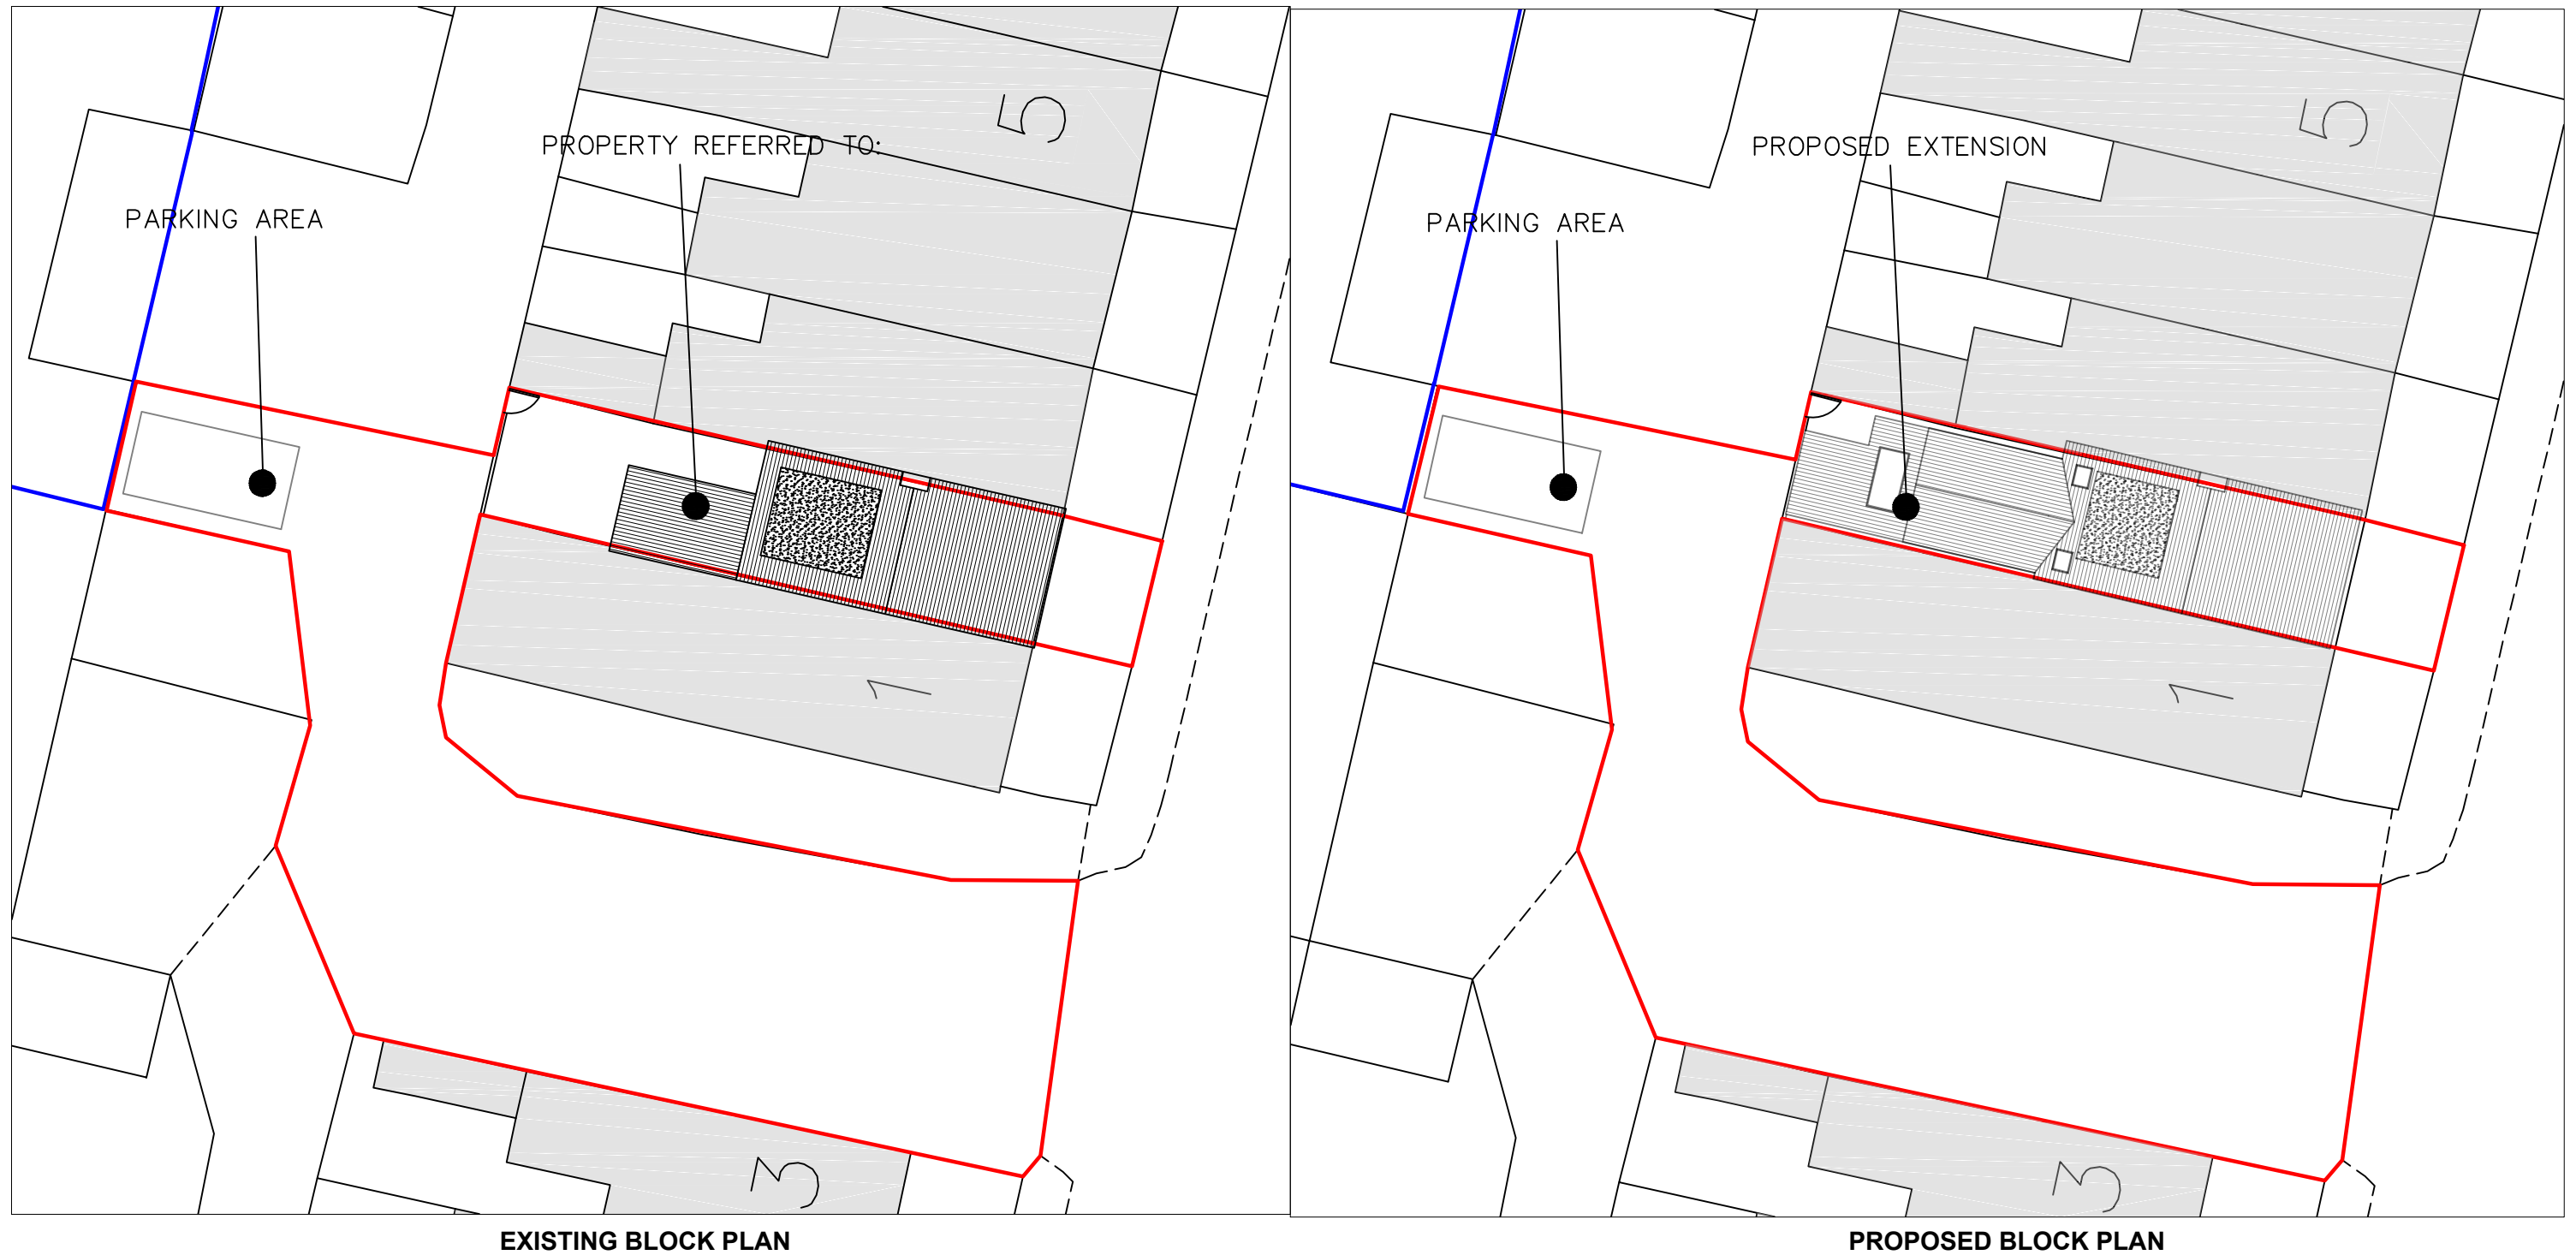 5
PROPERTY REFERRED TO:
PARKING AREA
1
3
EXISTING BLOCK PLAN
5
PROPOSED EXTENSION
PARKING AREA
1
3
PROPOSED BLOCK PLAN